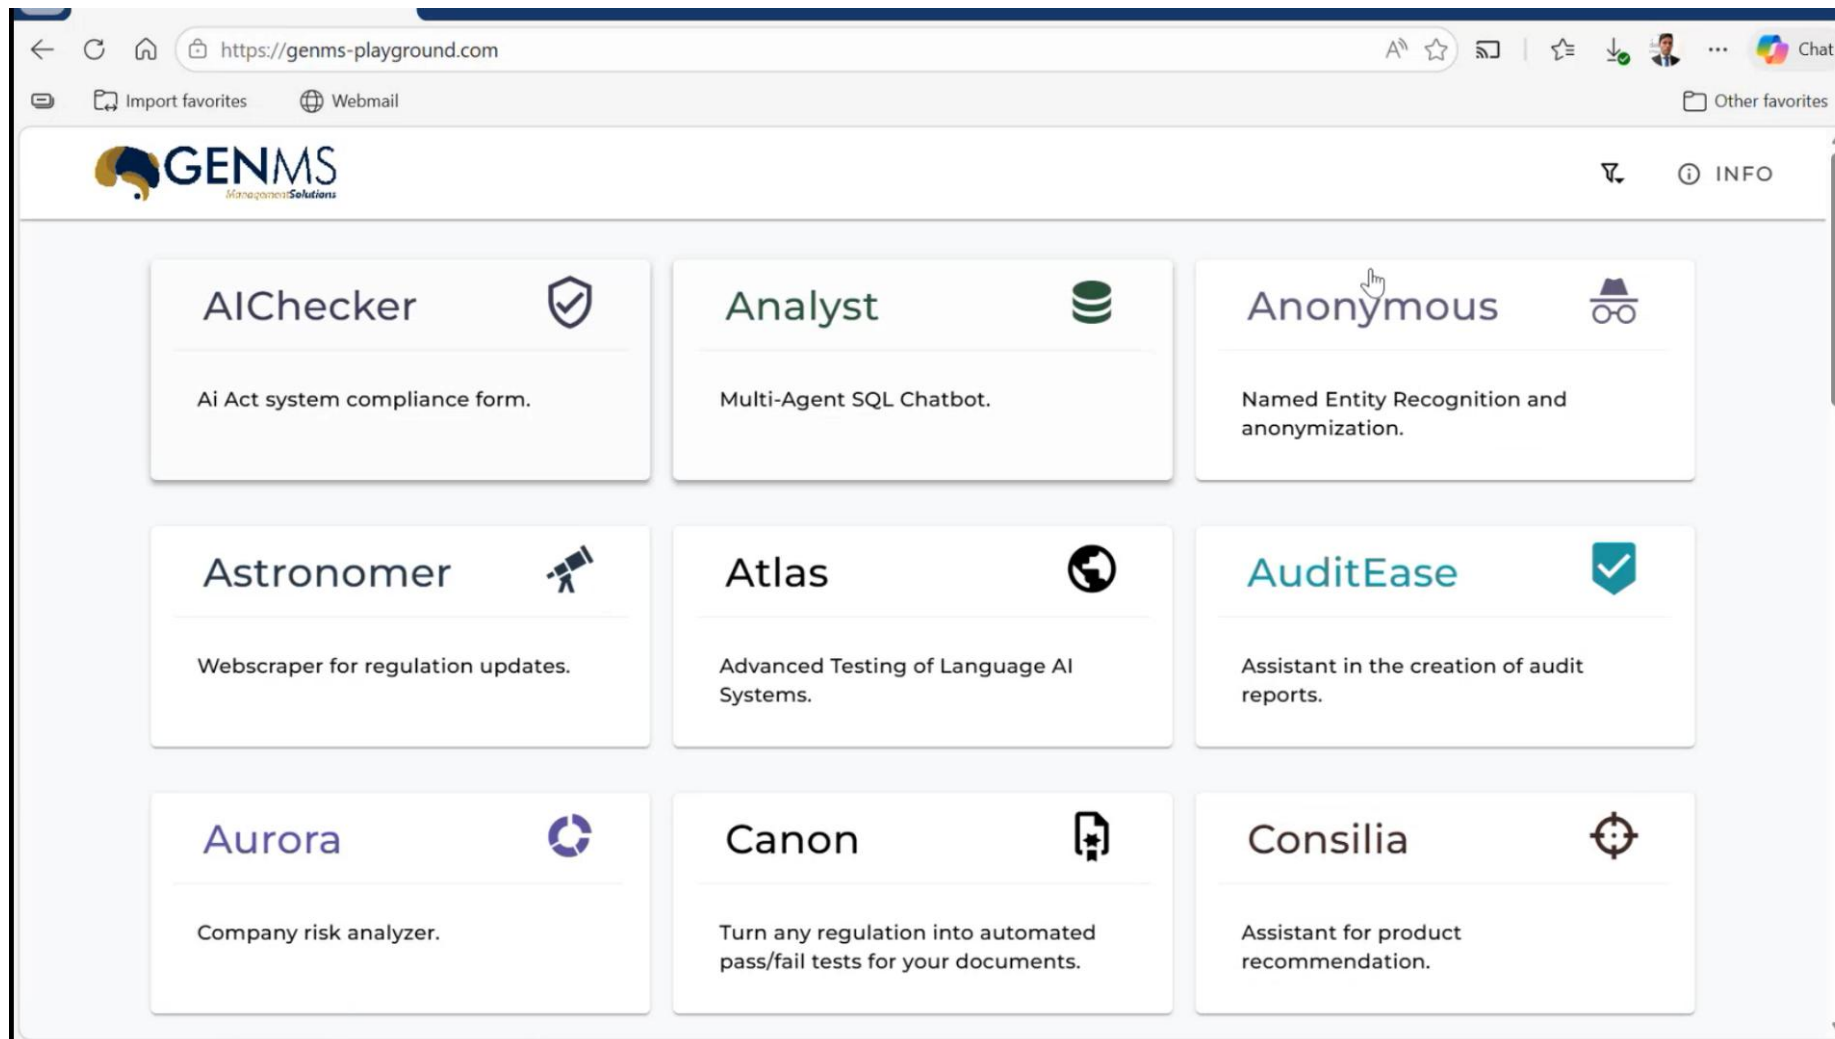 https://genms-playground.com
Chat
Import favorites
Webmail
Other favorites
GENMS
ManagementSolutions
INFO
AIChecker
Ai Act system compliance form.
Analyst
Multi-Agent SQL Chatbot.
Anonymous
Named Entity Recognition and
anonymization.
Astronomer
Webscraper for regulation updates.
Atlas
Advanced Testing of Language AI
Systems.
AuditEase
Assistant in the creation of audit
reports.
Aurora
Company risk analyzer.
Canon
Turn any regulation into automated
pass/fail tests for your documents.
Consilia
Assistant for product
recommendation.